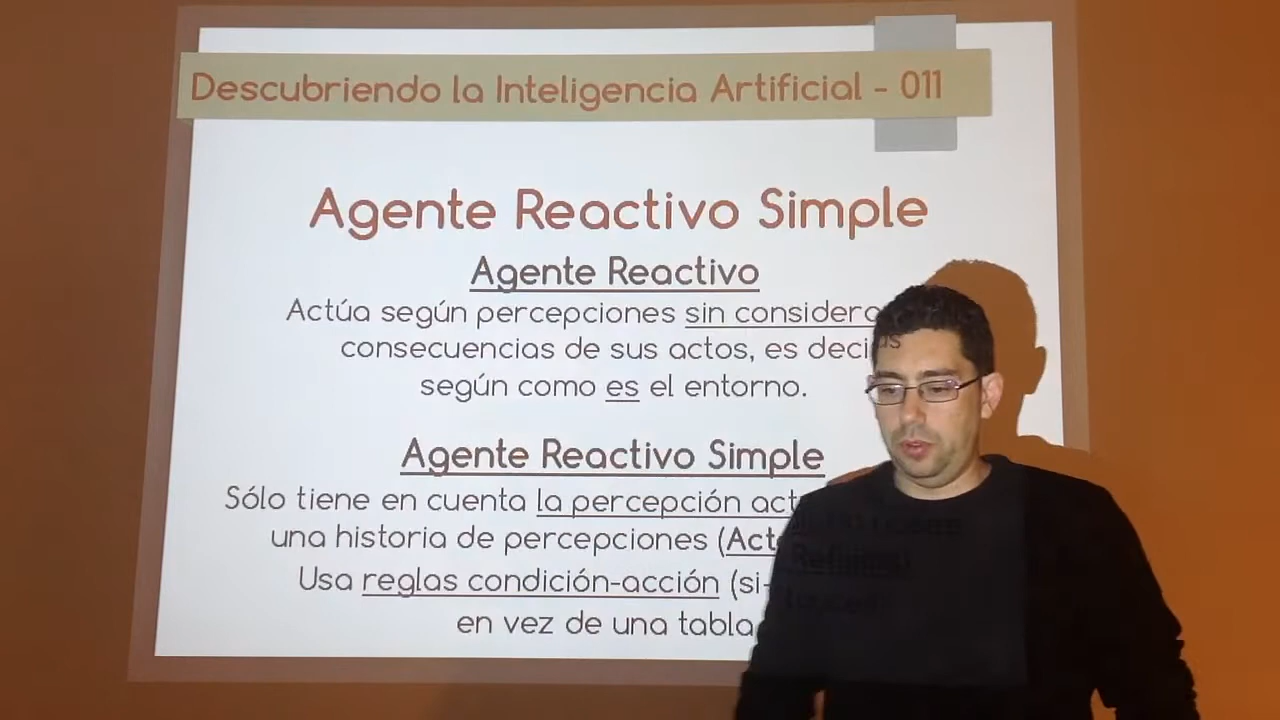 Descubriendo la Inteligencia Artificial - 011
Agente Reactivo Simple
Agente Reactivo
Actúa según percepciones sin considera
consecuencias de sus actos, es deci
según como es el entorno.
Agente Reactivo Simple
Sólo tiene en cuenta la percepción act
una historia de percepciones (Act Reflejos)
Usa reglas condición-acción (si-
en vez de una tabla